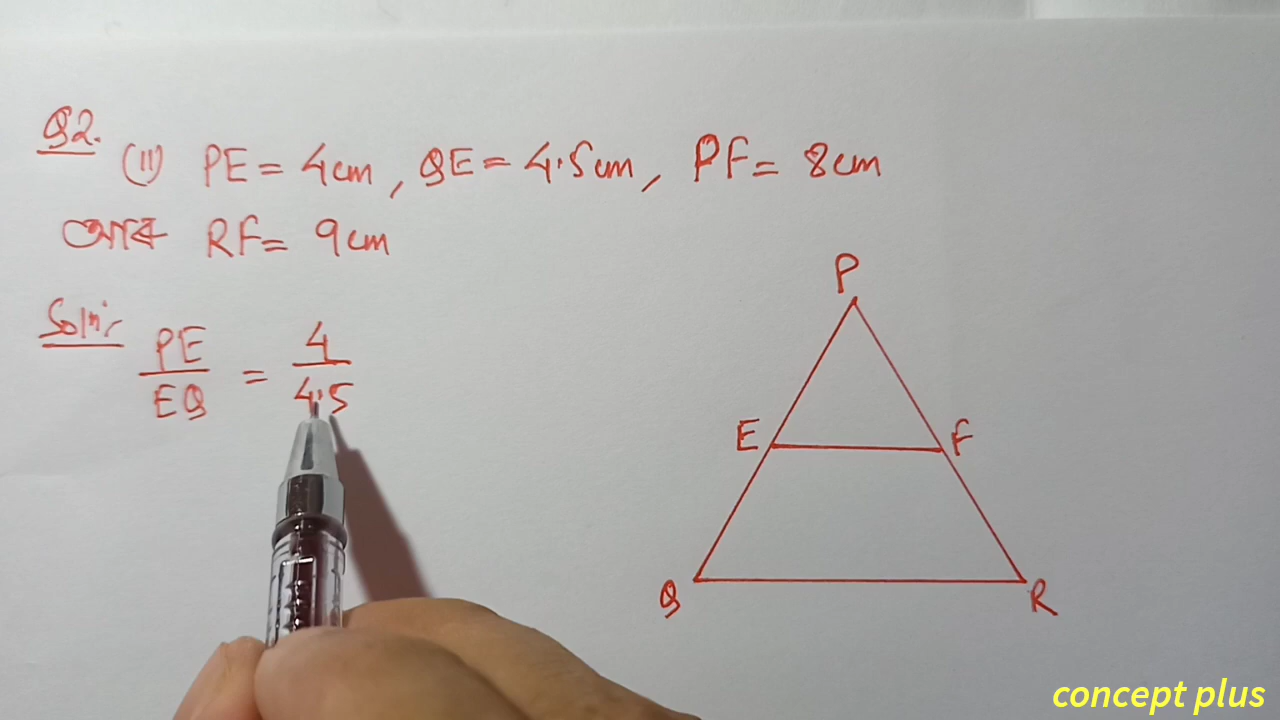 Q2.
(ii) PE = 4cm, QE = 4.5cm, PF = 8cm
আৰু RF = 9cm
Soln:
PE/EQ = 4/4.5
P
E
F
Q
R
concept plus